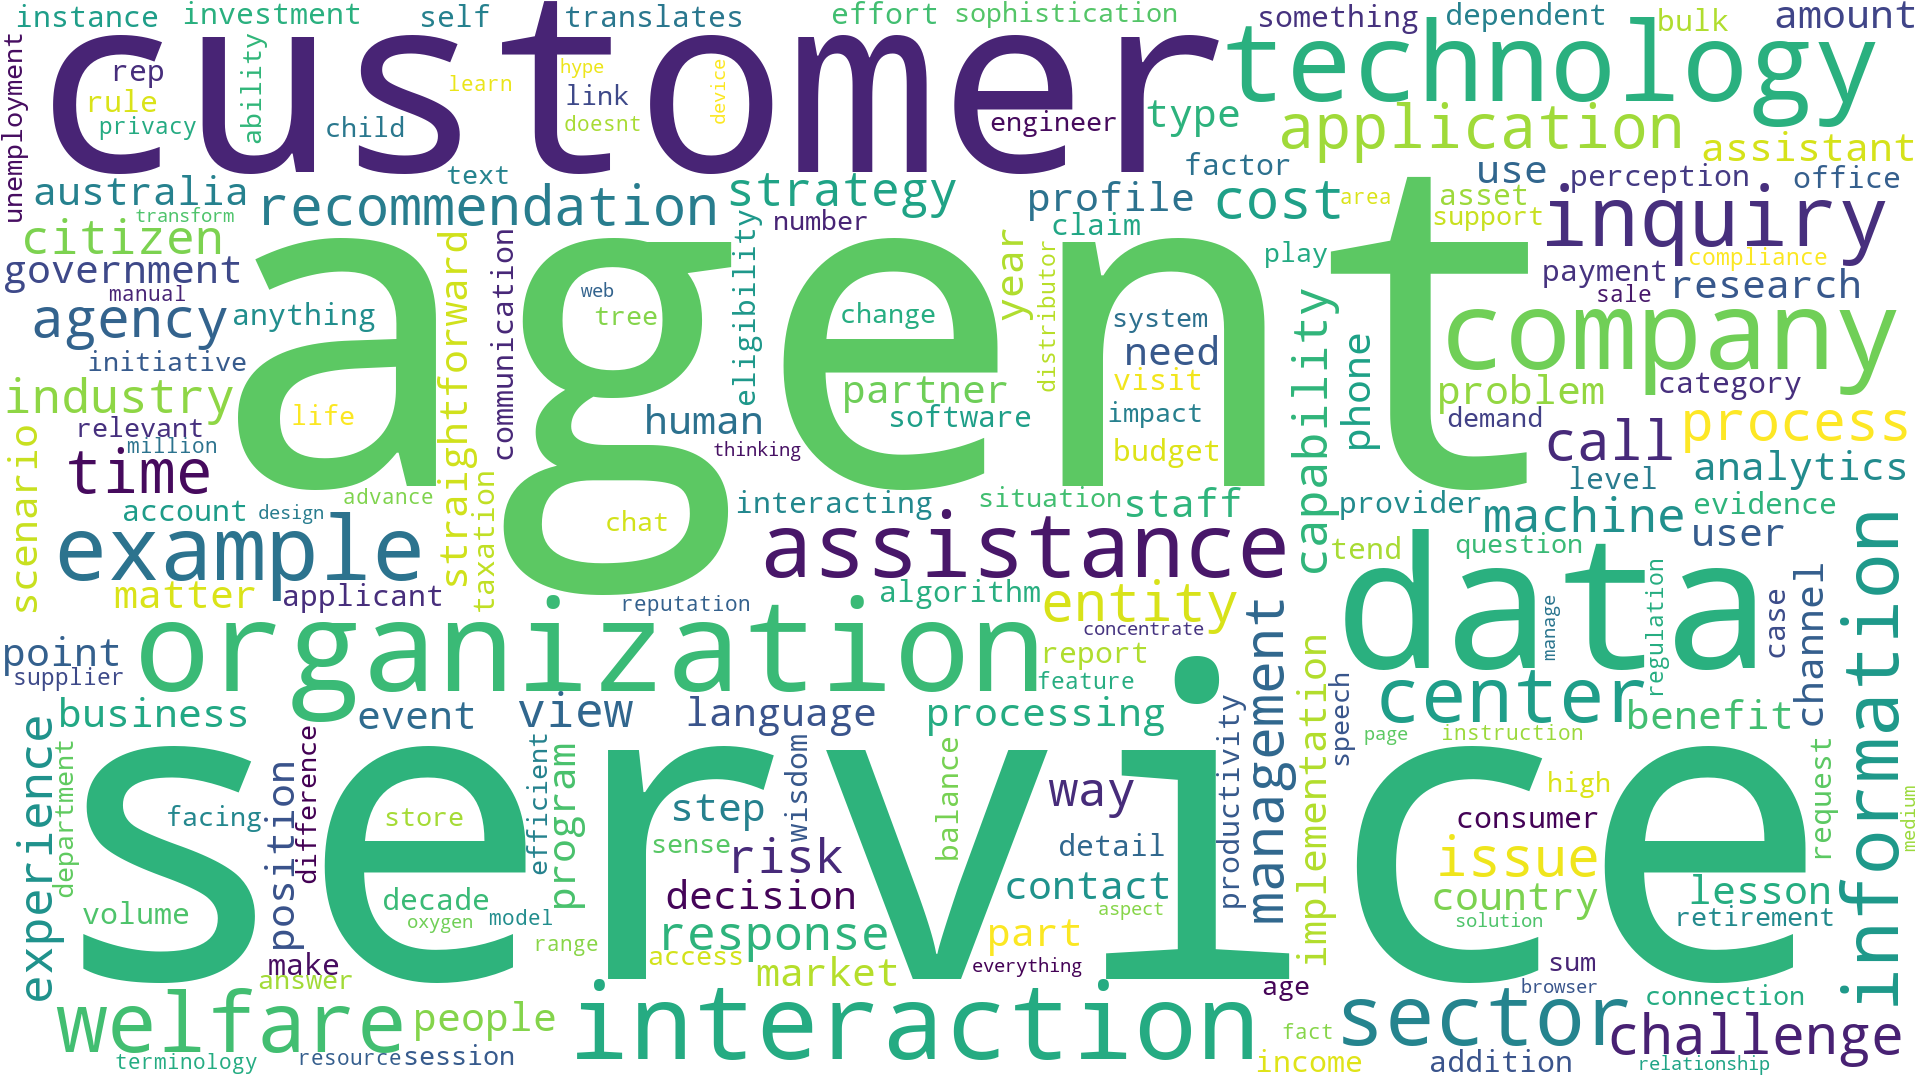 instance investment self translates effort sophistication something dependent bulk amount
customer technology
unemployment rep ability learn hype device link
rule privacy child doesnt engineer type application assistant
australia text recommendation strategy factor profile cost area use perception office
transform number claim asset support inquiry
citizen straightforward communication eligibility year distributor play compliance
government manual agent payment sale research
agency anything web tree change system capability phone company
initiative need
industry life human partner software visit impact problem category
relevant million thinking budget demand call process
scenario time advance taxation chat interacting situation staff provider level analytics
account design machine evidence
example assistance tend question user information
matter applicant reputation algorithm entity management data manage regulation case channel
organization concentrate
point supplier report feature implementation speech center
business event view language processing productivity page instruction benefit
experience department position difference efficient program wisdom balance request medium
service
facing store step way high
sense risk detail consumer issue
volume decade oxygen model decision contact aspect country solution lesson retirement
range response part
make answer access market everything age sum browser
welfare people interaction sector connection challenge
terminology resource session income fact addition relationship